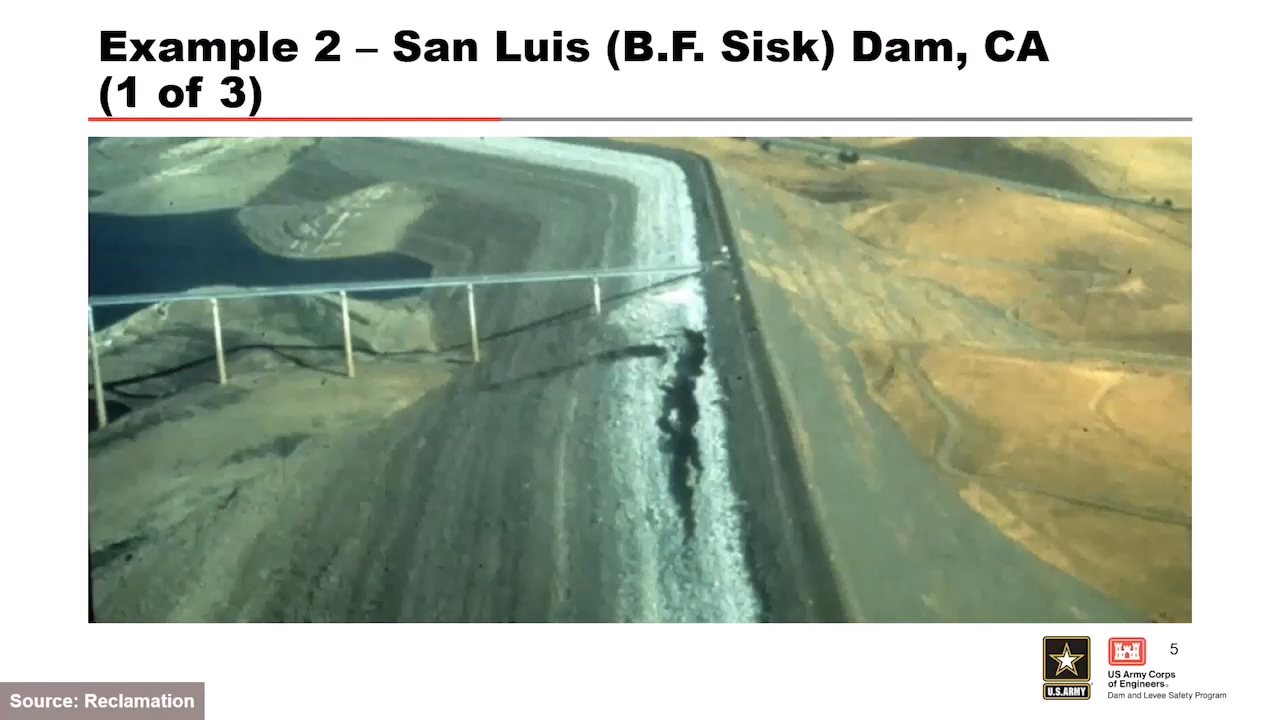 Example 2 – San Luis (B.F. Sisk) Dam, CA
(1 of 3)
5
U.S.ARMY
US Army Corps
of Engineers®
Dam and Levee Safety Program
Source: Reclamation